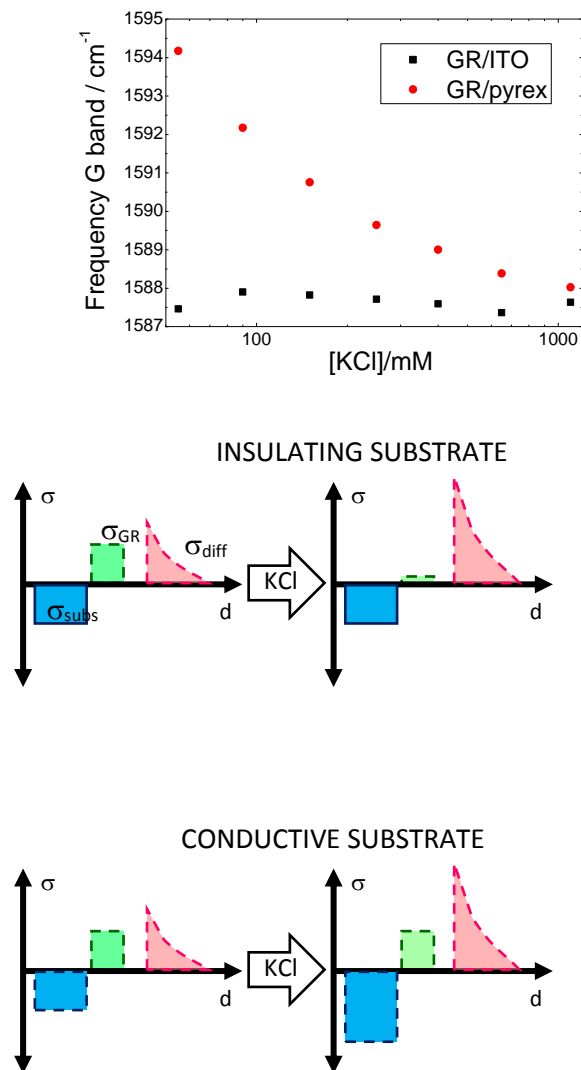 1595
1594
1593
1592
1591
1590
1589
1588
1587
Frequency G band / cm-1
GR/ITO
GR/pyrex
100
1000
[KCl]/mM
INSULATING SUBSTRATE
σ
σGR
σdiff
σsubs
d
KCl
σ
d
CONDUCTIVE SUBSTRATE
σ
d
KCl
σ
d